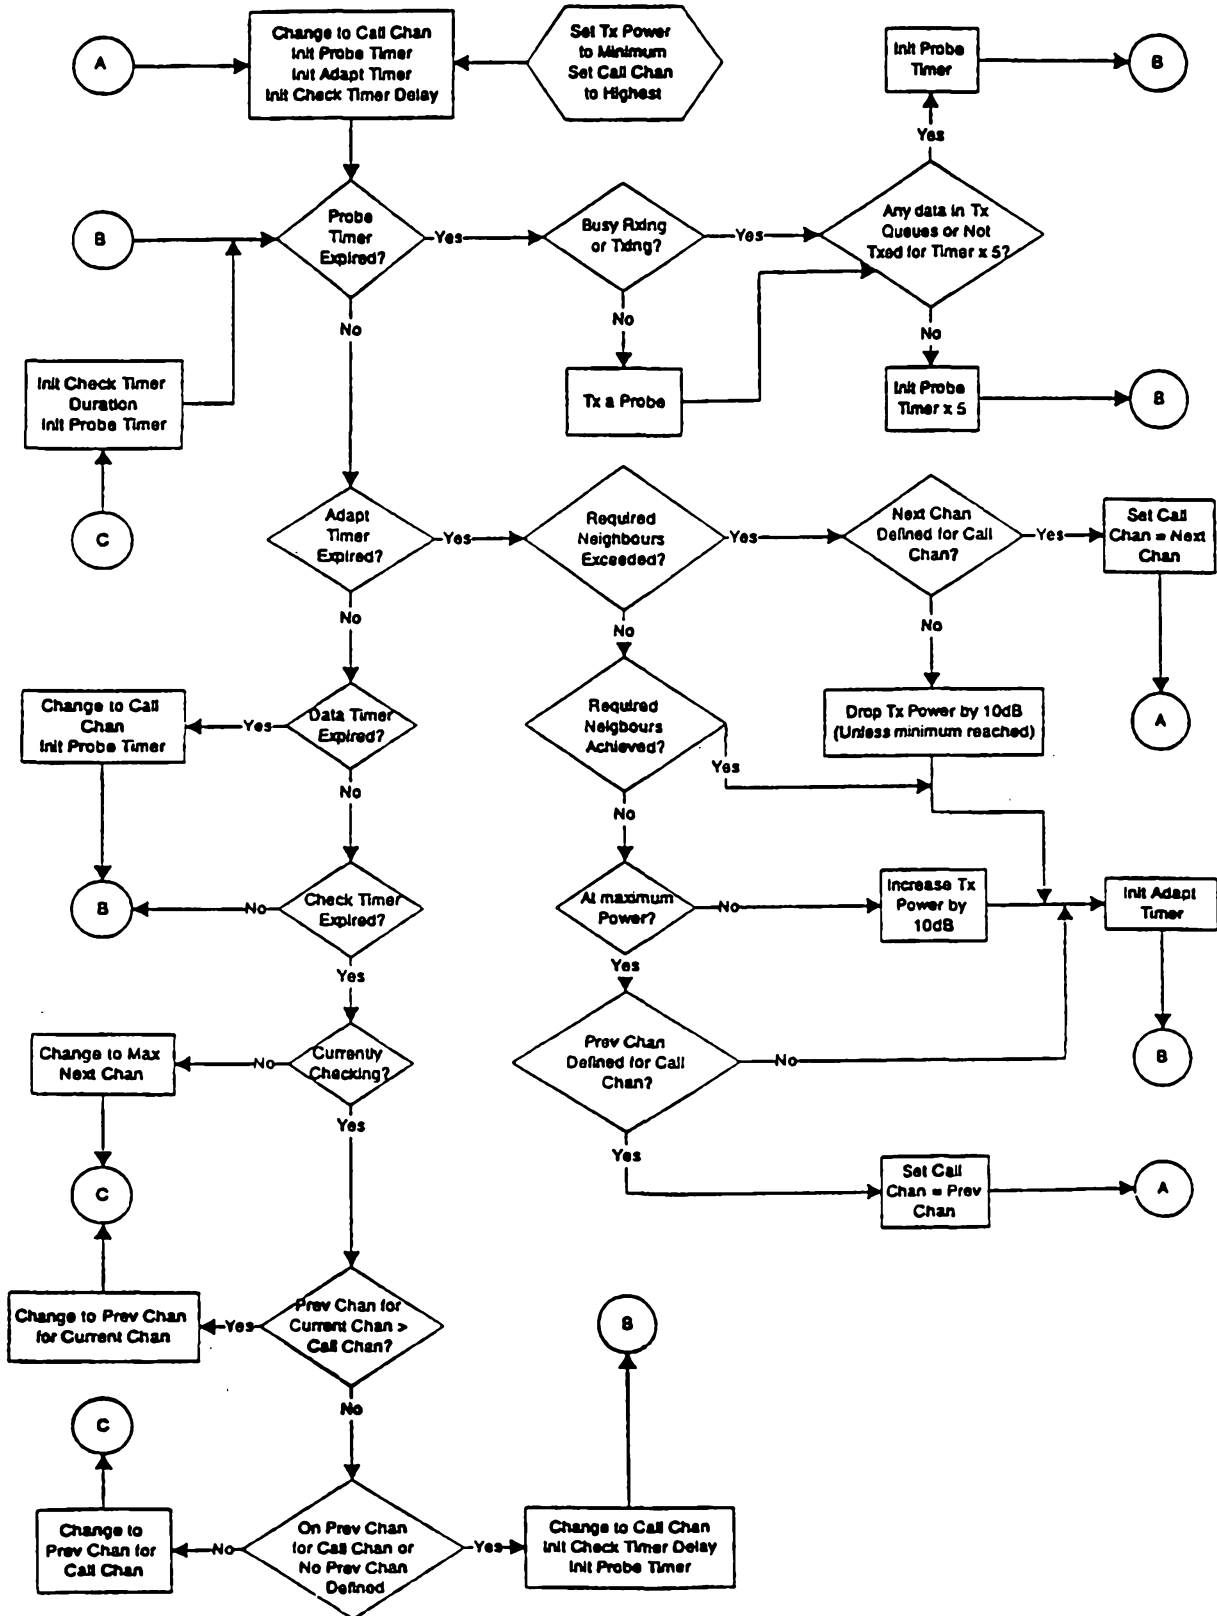 A
Change to Call Chan
Init Probe Timer
Init Adapt Timer
Init Check Timer Delay
Set Tx Power
to Minimum
Set Call Chan
to Highest
Init Probe
Timer
B
Yes
B
Probe
Timer
Expired?
Yes
Busy Rxing
or Txing?
Yes
Any data in Tx
Queues or Not
Txed for Timer x 5?
No
No
No
Init Check Timer
Duration
Init Probe Timer
Tx a Probe
Init Probe
Timer x 5
B
C
Adapt
Timer
Expired?
Yes
Required
Neighbours
Exceeded?
Yes
Next Chan
Defined for Call
Chan?
Yes
Set Call
Chan = Next
Chan
No
No
No
Change to Call
Chan
Init Probe Timer
Yes
Data Timer
Expired?
Required
Neighbours
Achieved?
Yes
Drop Tx Power by 10dB
(Unless minimum reached)
A
No
No
B
No
Check Timer
Expired?
At maximum
Power?
No
Increase Tx
Power by
10dB
Init Adapt
Timer
Yes
Yes
Change to Max
Next Chan
No
Currently
Checking?
Prev Chan
Defined for Call
Chan?
No
B
Yes
Yes
C
Set Call
Chan = Prev
Chan
A
Change to Prev Chan
for Current Chan
Yes
Prev Chan for
Current Chan >
Call Chan?
B
No
C
Change to
Prev Chan for
Call Chan
No
On Prev Chan
for Call Chan or
No Prev Chan
Defined
Yes
Change to Call Chan
Init Check Timer Delay
Init Probe Timer